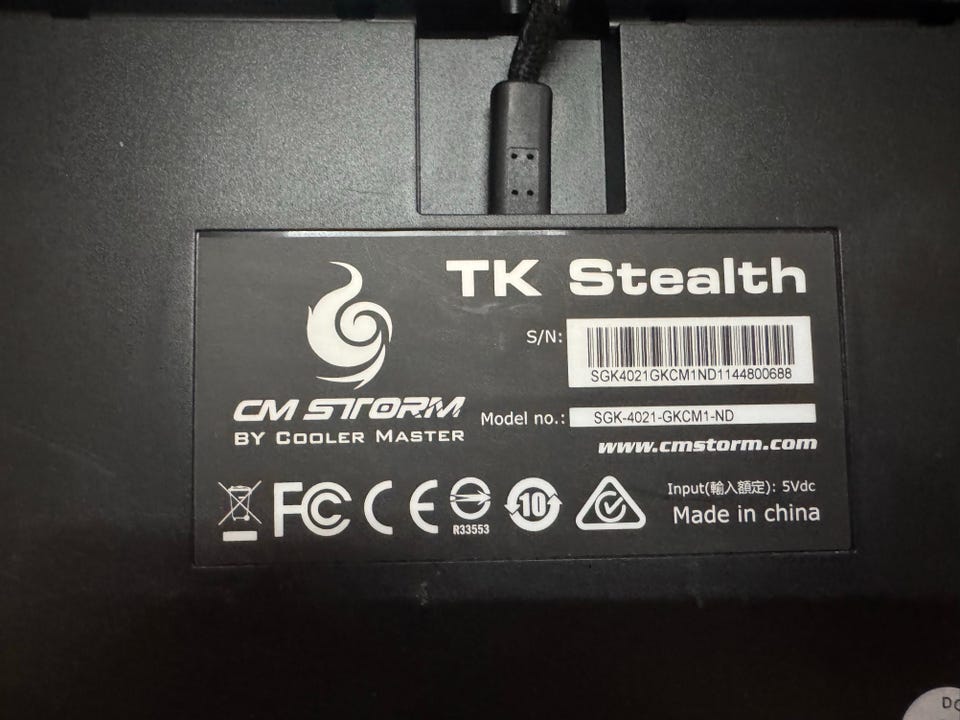 TK Stealth
S/N:
SGK4021GKCM1ND1144800688
CM STORM
BY COOLER MASTER
Model no.: SGK-4021-GKCM1-ND
www.cmstorm.com
FC CE
R33553
10
Input(輸入額定): 5Vdc
Made in china